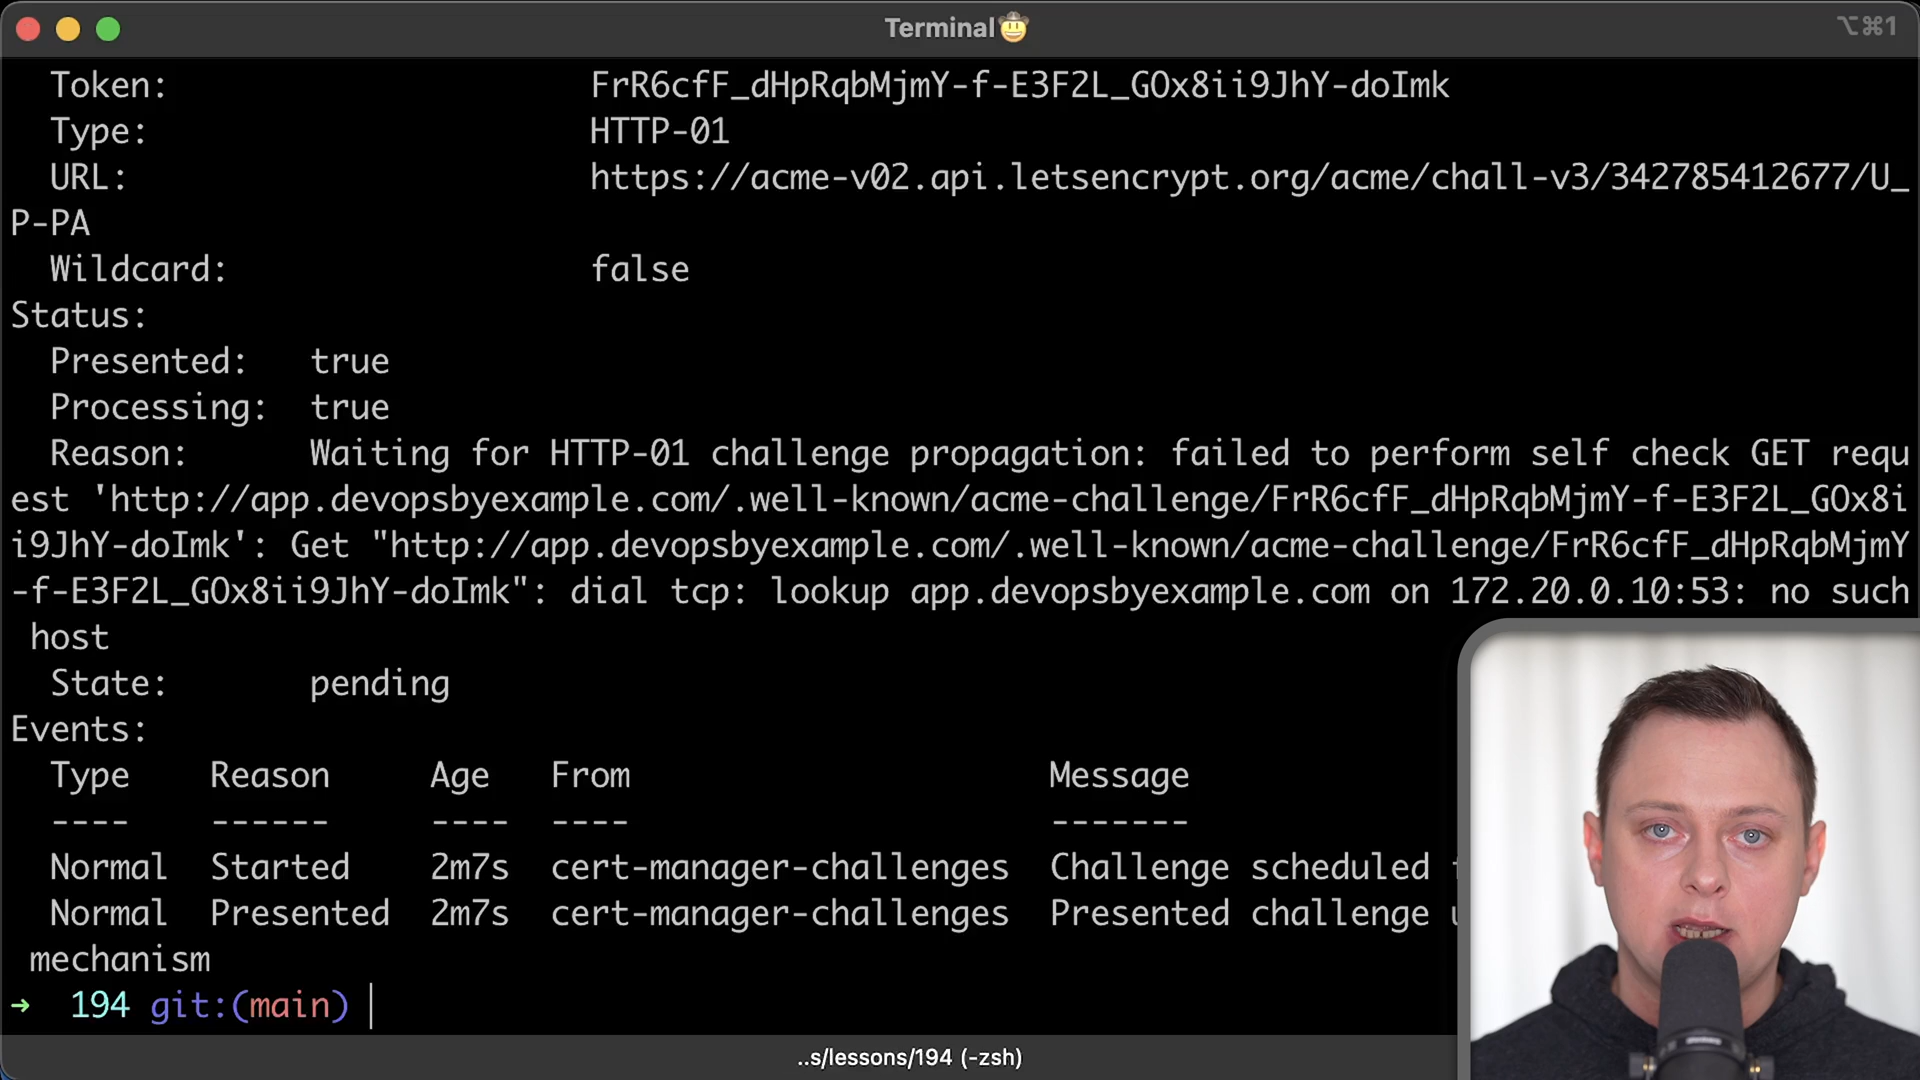 Terminal🤠
⌥⌘1
Token: FrR6cfF_dHpRqbMjmY-f-E3F2L_GOx8ii9JhY-doImk
Type: HTTP-01
URL: https://acme-v02.api.letsencrypt.org/acme/chall-v3/342785412677/U_
P-PA
Wildcard: false
Status:
Presented: true
Processing: true
Reason: Waiting for HTTP-01 challenge propagation: failed to perform self check GET requ
est 'http://app.devopsbyexample.com/.well-known/acme-challenge/FrR6cfF_dHpRqbMjmY-f-E3F2L_GOx8i
i9JhY-doImk': Get "http://app.devopsbyexample.com/.well-known/acme-challenge/FrR6cfF_dHpRqbMjmY
-f-E3F2L_GOx8ii9JhY-doImk": dial tcp: lookup app.devopsbyexample.com on 172.20.0.10:53: no such
host
State: pending
Events:
Type Reason Age From Message
---- ------ ---- ---- -------
Normal Started 2m7s cert-manager-challenges Challenge scheduled
Normal Presented 2m7s cert-manager-challenges Presented challenge
mechanism
→ 194 git:(main)
..s/lessons/194 (-zsh)